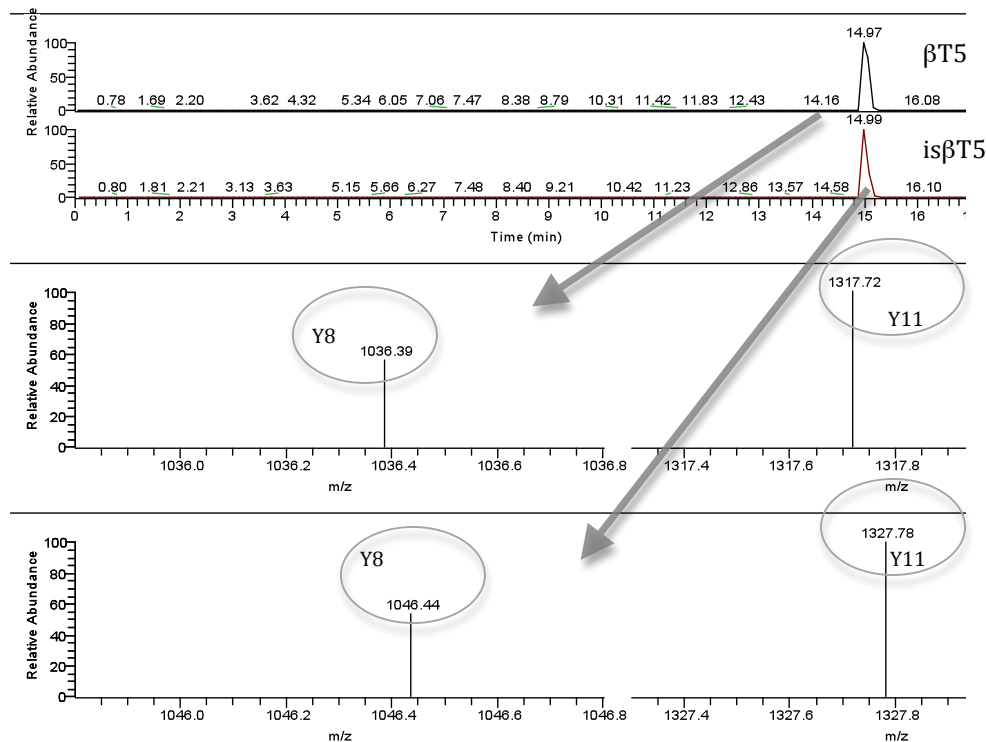 Relative Abundance
100
50
0
14.97
βT5
0.78 1.69 2.20 3.62 4.32 5.34 6.05 7.06 7.47 8.38 8.79 10.31 11.42 11.83 12.43 14.16 16.08
100
50
0
14.99
isβT5
0.80 1.81 2.21 3.13 3.63 5.15 5.66 6.27 7.48 8.40 9.21 10.42 11.23 12.86 13.57 14.58 16.10
0 1 2 3 4 5 6 7 8 9 10 11 12 13 14 15 16
Time (min)
Relative Abundance
100
80
60
40
20
0
Y8
1036.39
1317.72
Y11
1036.0 1036.2 1036.4 1036.6 1036.8 1317.4 1317.6 1317.8
m/z m/z
Relative Abundance
100
80
60
40
20
0
Y8
1046.44
1327.78
Y11
1046.0 1046.2 1046.4 1046.6 1046.8 1327.4 1327.6 1327.8
m/z m/z